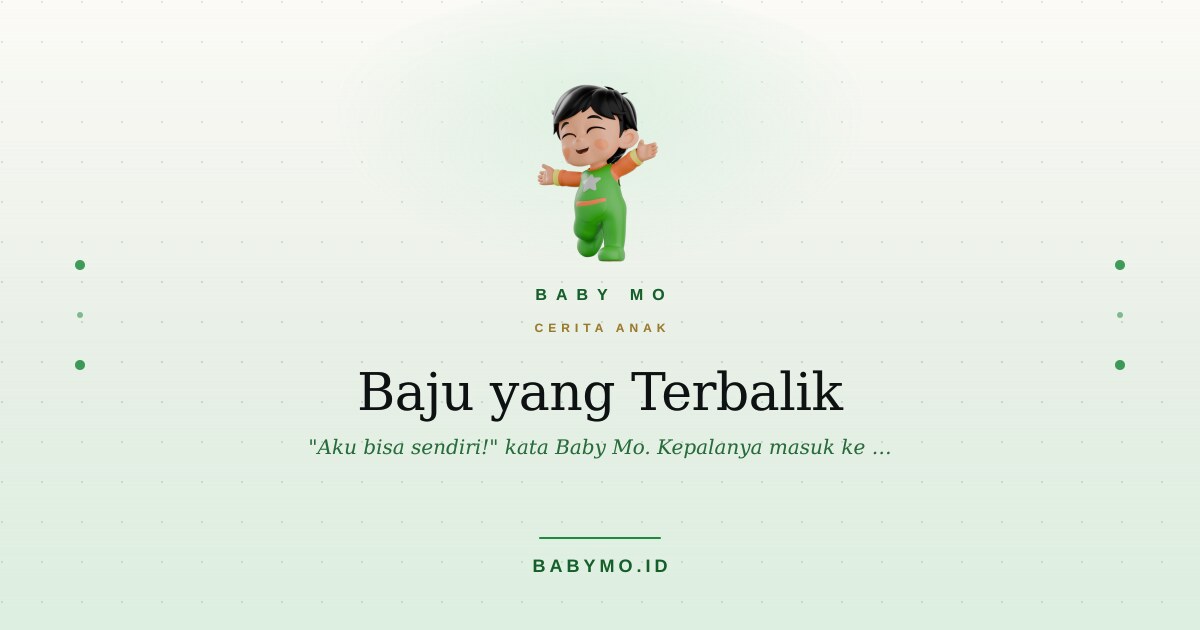 BABY MO
CERITA ANAK
Baju yang Terbalik
"Aku bisa sendiri!" kata Baby Mo. Kepalanya masuk ke ...
BABYMO.ID